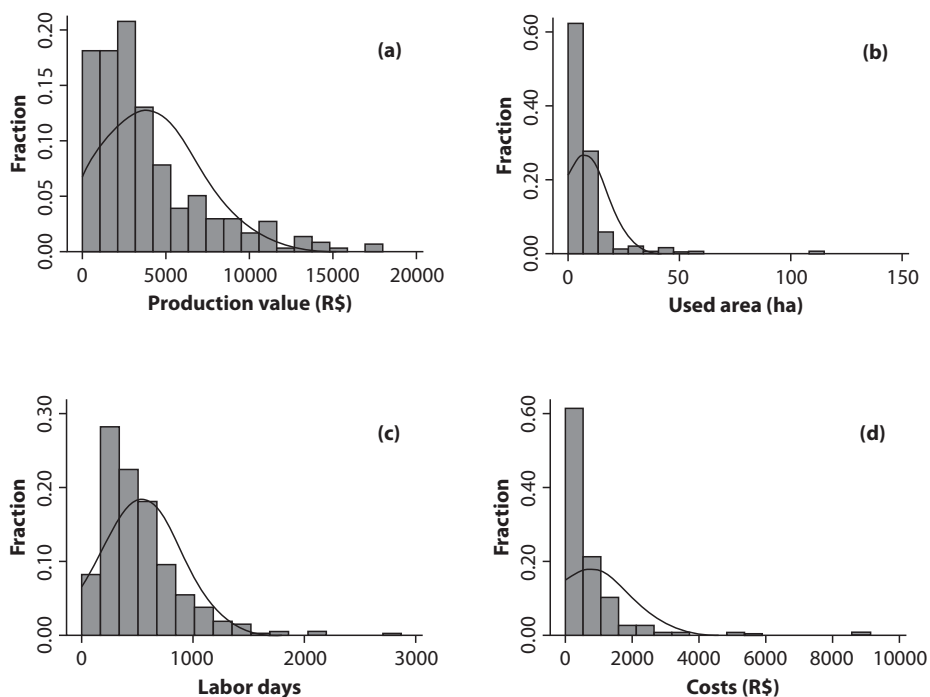 (a)
Fraction
0.20
0.15
0.10
0.05
0.00
0 5000 10000 15000 20000
Production value (R$)
(b)
Fraction
0.60
0.40
0.20
0.00
0 50 100 150
Used area (ha)
(c)
Fraction
0.30
0.20
0.10
0.00
0 1000 2000 3000
Labor days
(d)
Fraction
0.60
0.40
0.20
0.00
0 2000 4000 6000 8000 10000
Costs (R$)